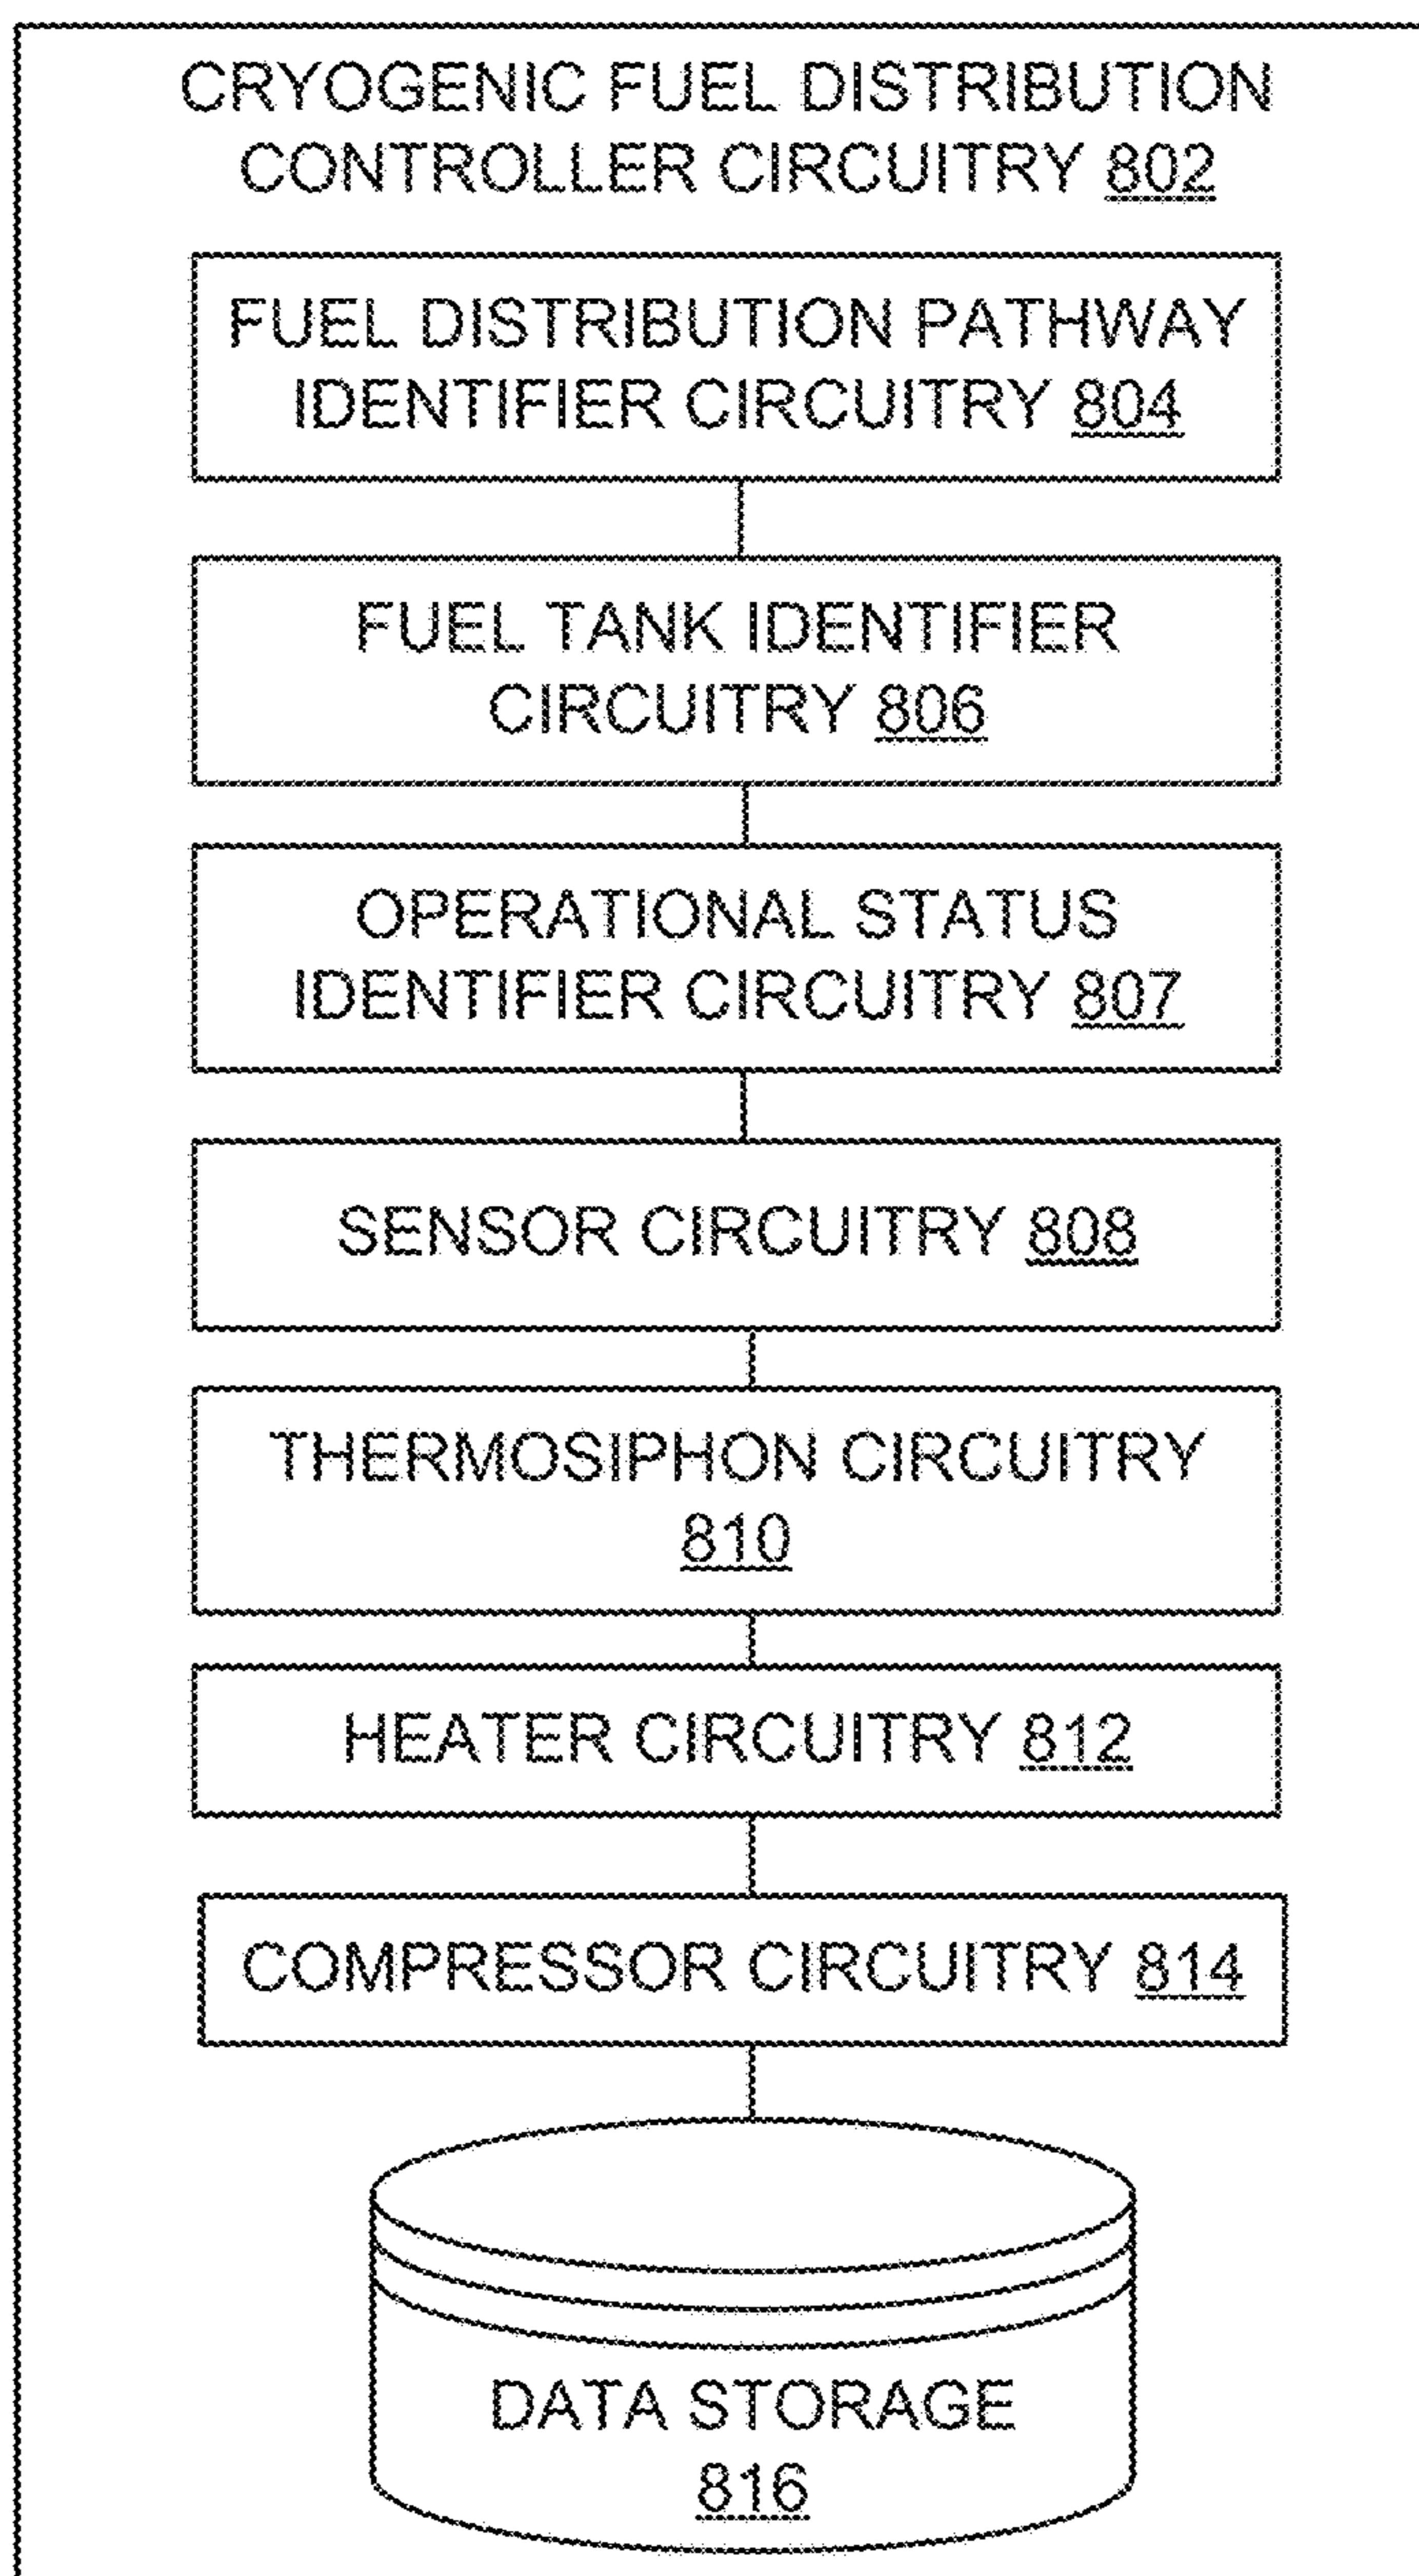 CRYOGENIC FUEL DISTRIBUTION
CONTROLLER CIRCUITRY 802
FUEL DISTRIBUTION PATHWAY
IDENTIFIER CIRCUITRY 804
FUEL TANK IDENTIFIER
CIRCUITRY 806
OPERATIONAL STATUS
IDENTIFIER CIRCUITRY 807
SENSOR CIRCUITRY 808
THERMOSIPHON CIRCUITRY
810
HEATER CIRCUITRY 812
COMPRESSOR CIRCUITRY 814
DATA STORAGE
816